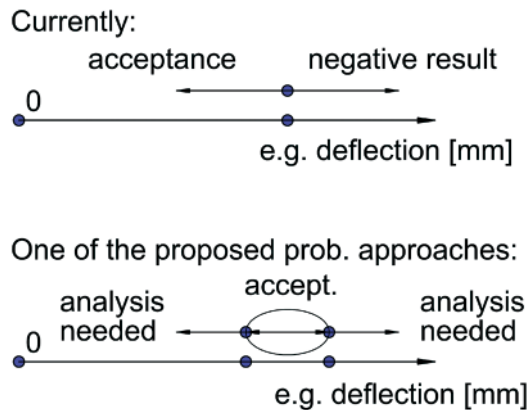 Currently:
acceptance negative result
0
e.g. deflection [mm]
One of the proposed prob. approaches:
accept.
analysis needed
analysis needed
0
e.g. deflection [mm]